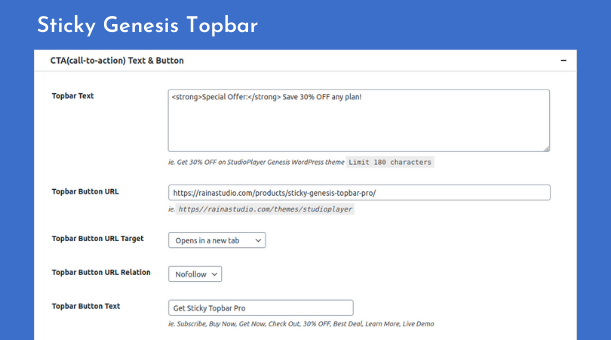 Sticky Genesis Topbar
CTA(call-to-action) Text & Button
Topbar Text
<strong>Special Offer:</strong> Save 30% OFF any plan!
ie. Get 30% OFF on StudioPlayer Genesis WordPress theme Limit 180 characters
Topbar Button URL
https://rainastudio.com/products/sticky-genesis-topbar-pro/
ie. https//rainastudio.com/themes/studioplayer
Topbar Button URL Target
Opens in a new tab
Topbar Button URL Relation
Nofollow
Topbar Button Text
Get Sticky Topbar Pro
ie. Subscribe, Buy Now, Get Now, Check Out, 30% OFF, Best Deal, Learn More, Live Demo